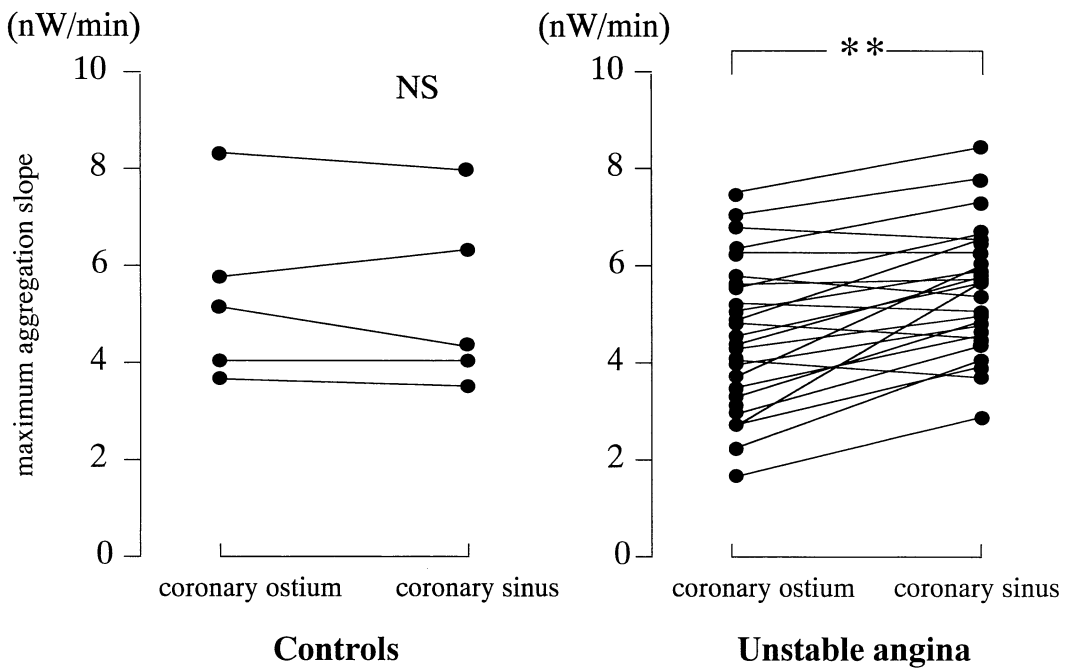 (nW/min)
10
8
6
4
2
0
maximum aggregation slope
NS
coronary ostium
coronary sinus
Controls
(nW/min)
10
8
6
4
2
0
**
coronary ostium
coronary sinus
Unstable angina